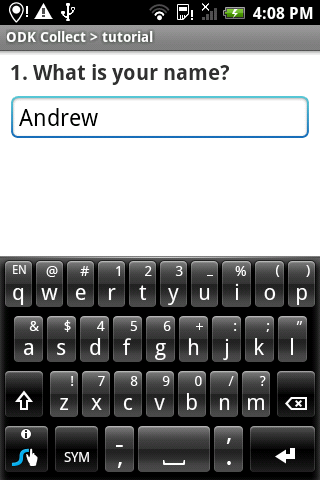 4:08 PM
ODK Collect > tutorial
1. What is your name?
Andrew
EN @ # 1 2 3 _ % ( )
q w e r t y u i o p
& $ 4 5 6 + : ; "
a s d f g h j k l
! 7 8 9 0 / ?
z x c v b n m
SYM - , , .